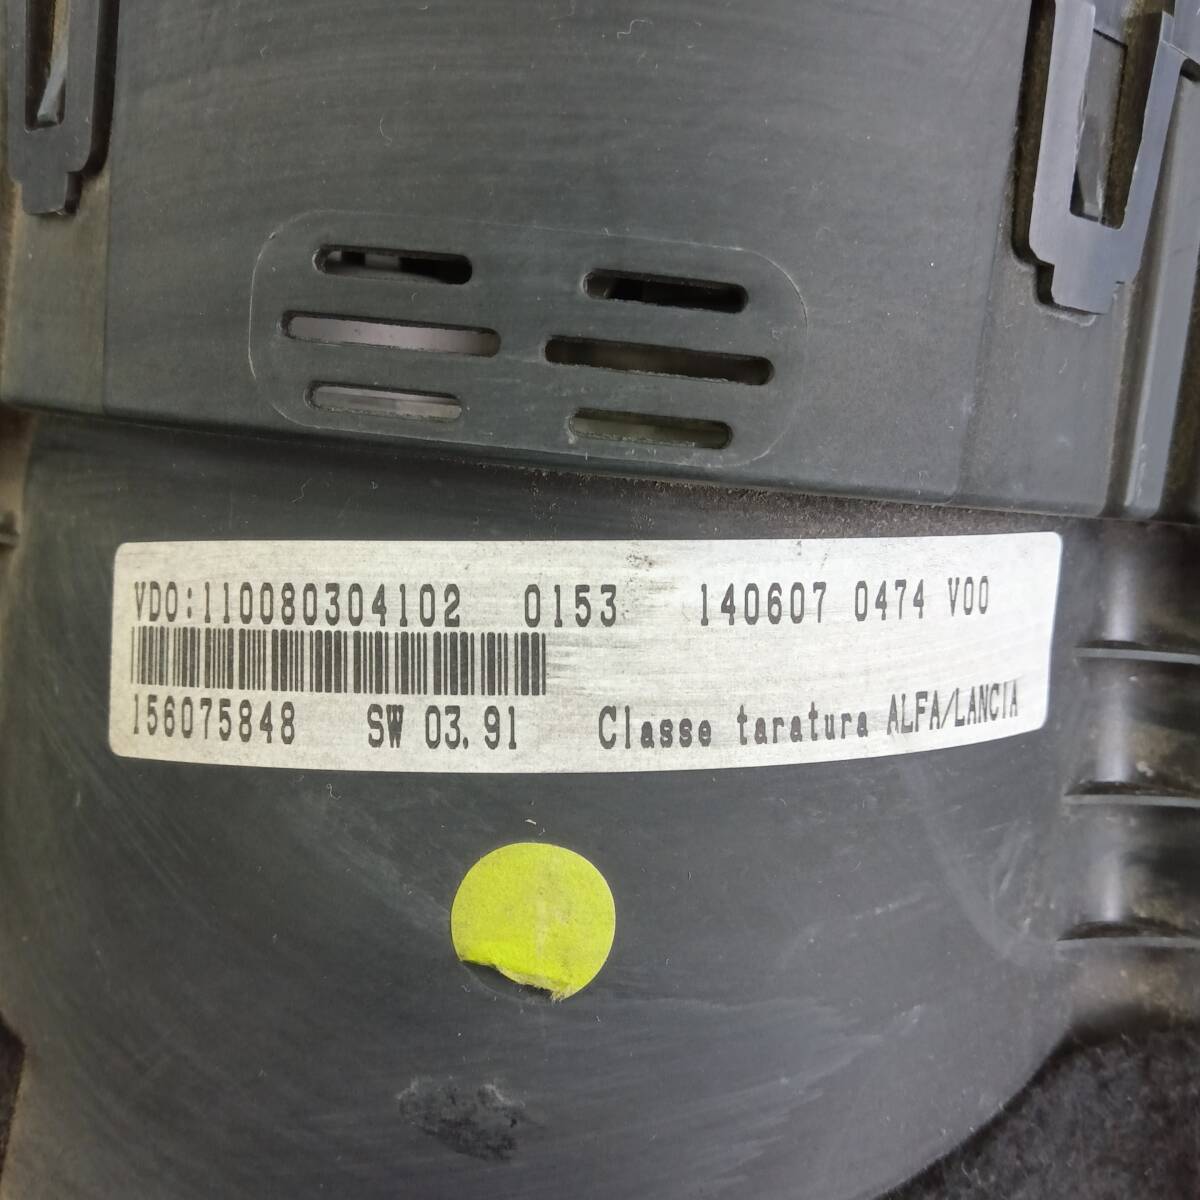 VDO:110080304102 0153 140607 0474 V00
156075848 SW 03.91 Classe taratura ALFA/LANCIA